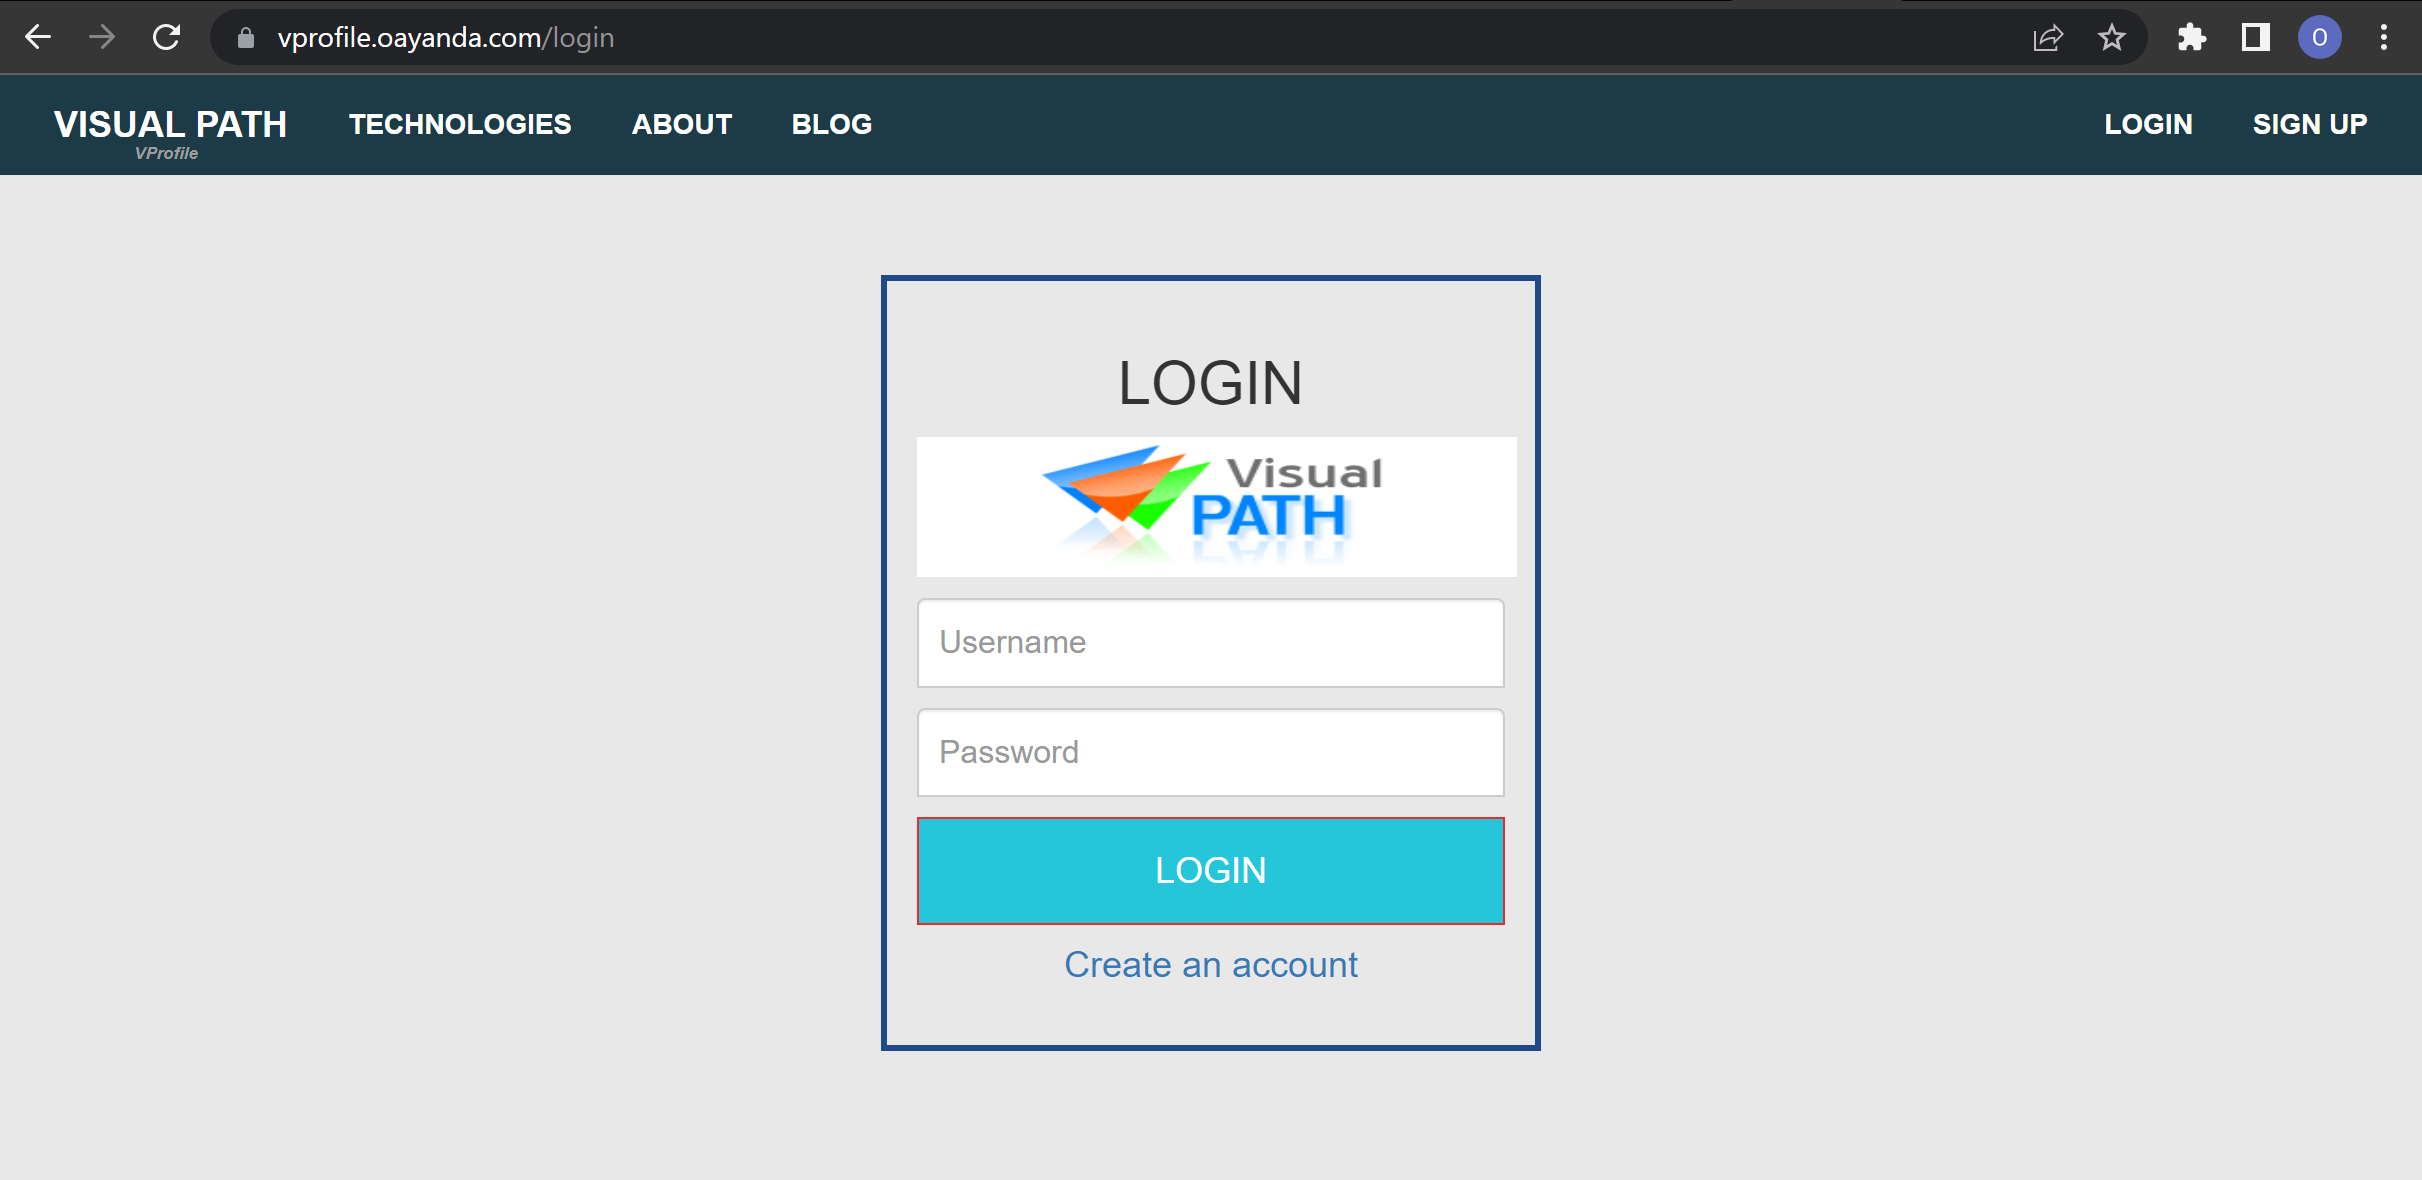 vprofile.oayanda.com/login
O
VISUAL PATH
VProfile
TECHNOLOGIES
ABOUT
BLOG
LOGIN
SIGN UP
LOGIN
Visual
PATH
Username
Password
LOGIN
Create an account